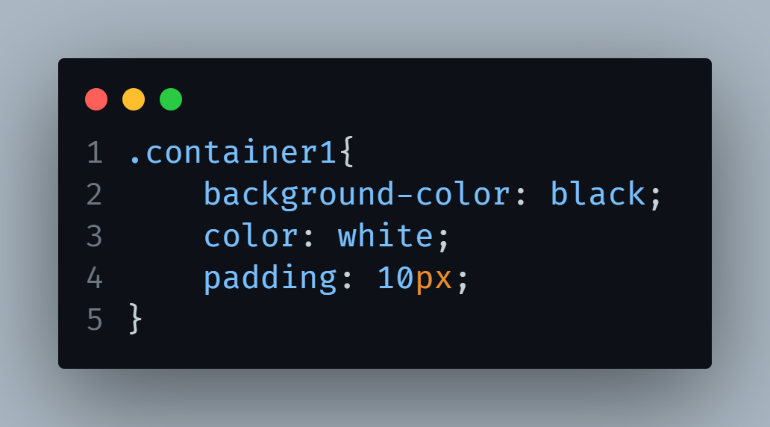 1 .container1{
2     background-color: black;
3     color: white;
4     padding: 10px;
5 }